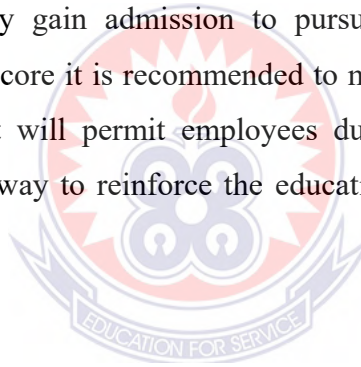 y gain admission to pursu
core it is recommended to n
will permit employees du
way to reinforce the educati
EDUCATION FOR SERVICE